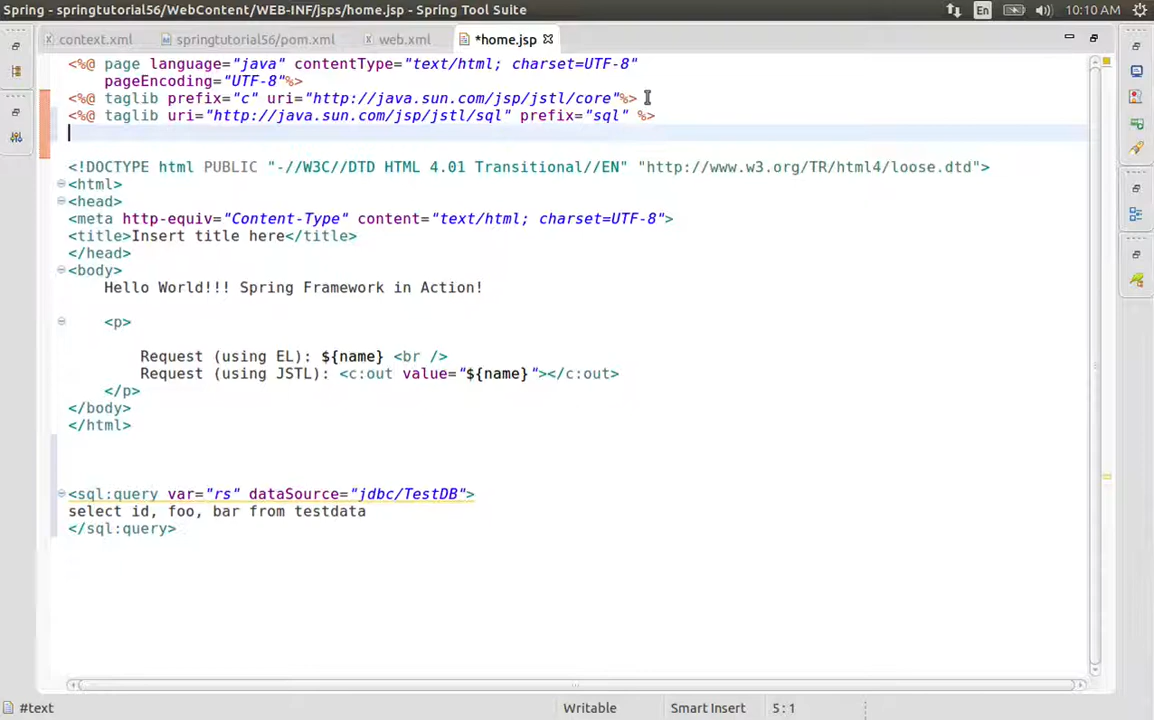 Spring - springtutorial56/WebContent/WEB-INF/jsps/home.jsp - Spring Tool Suite
En
10:10 AM
context.xml
springtutorial56/pom.xml
web.xml
*home.jsp
<%@ page language="java" contentType="text/html; charset=UTF-8"
pageEncoding="UTF-8"%>
<%@ taglib prefix="c" uri="http://java.sun.com/jsp/jstl/core"%>
<%@ taglib uri="http://java.sun.com/jsp/jstl/sql" prefix="sql" %>
<!DOCTYPE html PUBLIC "-//W3C//DTD HTML 4.01 Transitional//EN" "http://www.w3.org/TR/html4/loose.dtd">
<html>
<head>
<meta http-equiv="Content-Type" content="text/html; charset=UTF-8">
<title>Insert title here</title>
</head>
<body>
Hello World!!! Spring Framework in Action!
<p>
Request (using EL): ${name} <br />
Request (using JSTL): <c:out value="${name}"></c:out>
</p>
</body>
</html>
<sql:query var="rs" dataSource="jdbc/TestDB">
select id, foo, bar from testdata
</sql:query>
#text
Writable
Smart Insert
5 : 1